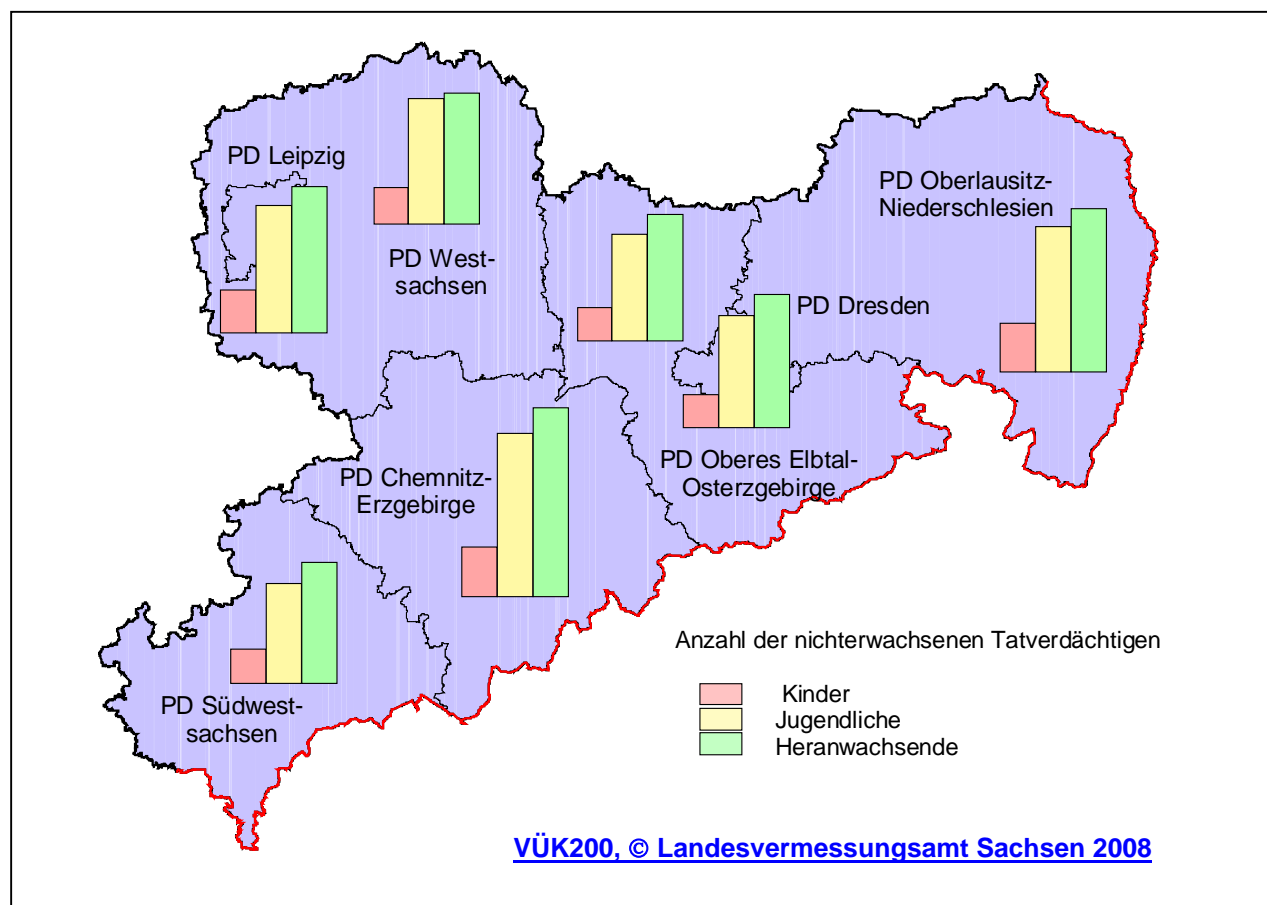 PD Leipzig
PD West-
sachsen
PD Oberlausitz-
Niederschlesien
PD Dresden
PD Oberes Elbtal-
Osterzgebirge
PD Chemnitz-
Erzgebirge
PD Südwest-
sachsen
Anzahl der nichterwachsenen Tatverdächtigen
Kinder
Jugendliche
Heranwachsende
VÜK200, © Landesvermessungsamt Sachsen 2008